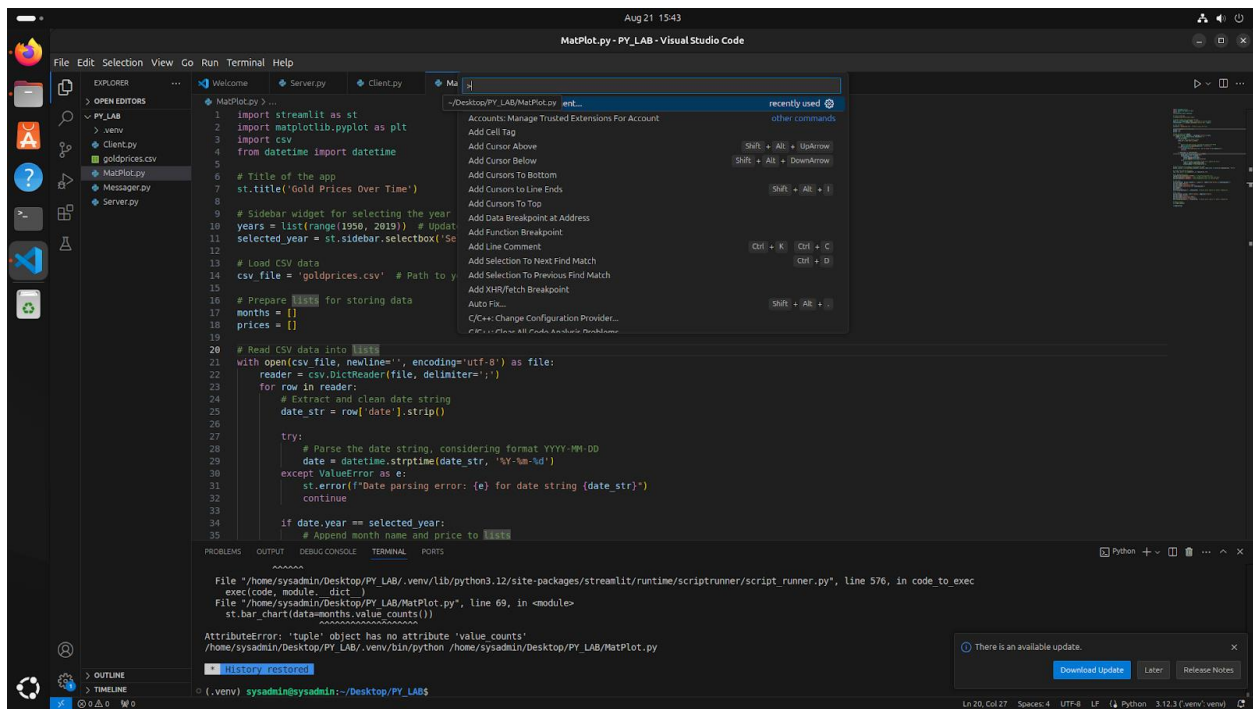 Aug 21 15:43
MatPlot.py - PY_LAB - Visual Studio Code
File Edit Selection View Go Run Terminal Help
EXPLORER
OPEN EDITORS
PY_LAB
.venv
Client.py
goldprices.csv
MatPlot.py
Messager.py
Server.py
OUTLINE
TIMELINE
Welcome Server.py Client.py Ma
MatPlot.py > ...
>
~/Desktop/PY_LAB/MatPlot.py ent... recently used
Accounts: Manage Trusted Extensions For Account other commands
Add Cell Tag
Add Cursor Above Shift + Alt + UpArrow
Add Cursor Below Shift + Alt + DownArrow
Add Cursors To Bottom
Add Cursors to Line Ends Shift + Alt + I
Add Cursors To Top
Add Data Breakpoint at Address
Add Function Breakpoint
Add Line Comment Ctrl + K Ctrl + C
Add Selection To Next Find Match Ctrl + D
Add Selection To Previous Find Match
Add XHR/fetch Breakpoint
Auto Fix... Shift + Alt + .
C/C++: Change Configuration Provider...
C/C++: Clear All Code Analysis Problems
1 import streamlit as st
2 import matplotlib.pyplot as plt
3 import csv
4 from datetime import datetime
5
6 # Title of the app
7 st.title('Gold Prices Over Time')
8
9 # Sidebar widget for selecting the year
10 years = list(range(1950, 2019)) # Updat
11 selected_year = st.sidebar.selectbox('Se
12
13 # Load CSV data
14 csv_file = 'goldprices.csv' # Path to y
15
16 # Prepare lists for storing data
17 months = []
18 prices = []
19
20 # Read CSV data into lists
21 with open(csv_file, newline='', encoding='utf-8') as file:
22 reader = csv.DictReader(file, delimiter=';')
23 for row in reader:
24 # Extract and clean date string
25 date_str = row['date'].strip()
26
27 try:
28 # Parse the date string, considering format YYYY-MM-DD
29 date = datetime.strptime(date_str, '%Y-%m-%d')
30 except ValueError as e:
31 st.error(f"Date parsing error: {e} for date string {date_str}")
32 continue
33
34 if date.year == selected_year:
35 # Append month name and price to lists
PROBLEMS OUTPUT DEBUG CONSOLE TERMINAL PORTS Python
^^^^^^
File "/home/sysadmin/Desktop/PY_LAB/.venv/lib/python3.12/site-packages/streamlit/runtime/scriptrunner/script_runner.py", line 576, in code_to_exec
exec(code, module.__dict__)
File "/home/sysadmin/Desktop/PY_LAB/MatPlot.py", line 69, in <module>
st.bar_chart(data=months.value_counts())
^^^^^^^^^^^^^^^^^^^
AttributeError: 'tuple' object has no attribute 'value_counts'
/home/sysadmin/Desktop/PY_LAB/.venv/bin/python /home/sysadmin/Desktop/PY_LAB/MatPlot.py
* History restored
(.venv) sysadmin@sysadmin:~/Desktop/PY_LAB$
There is an available update.
Download Update Later Release Notes
0 0 0 Ln 20, Col 27 Spaces: 4 UTF-8 LF Python 3.12.3 ('.venv': venv)